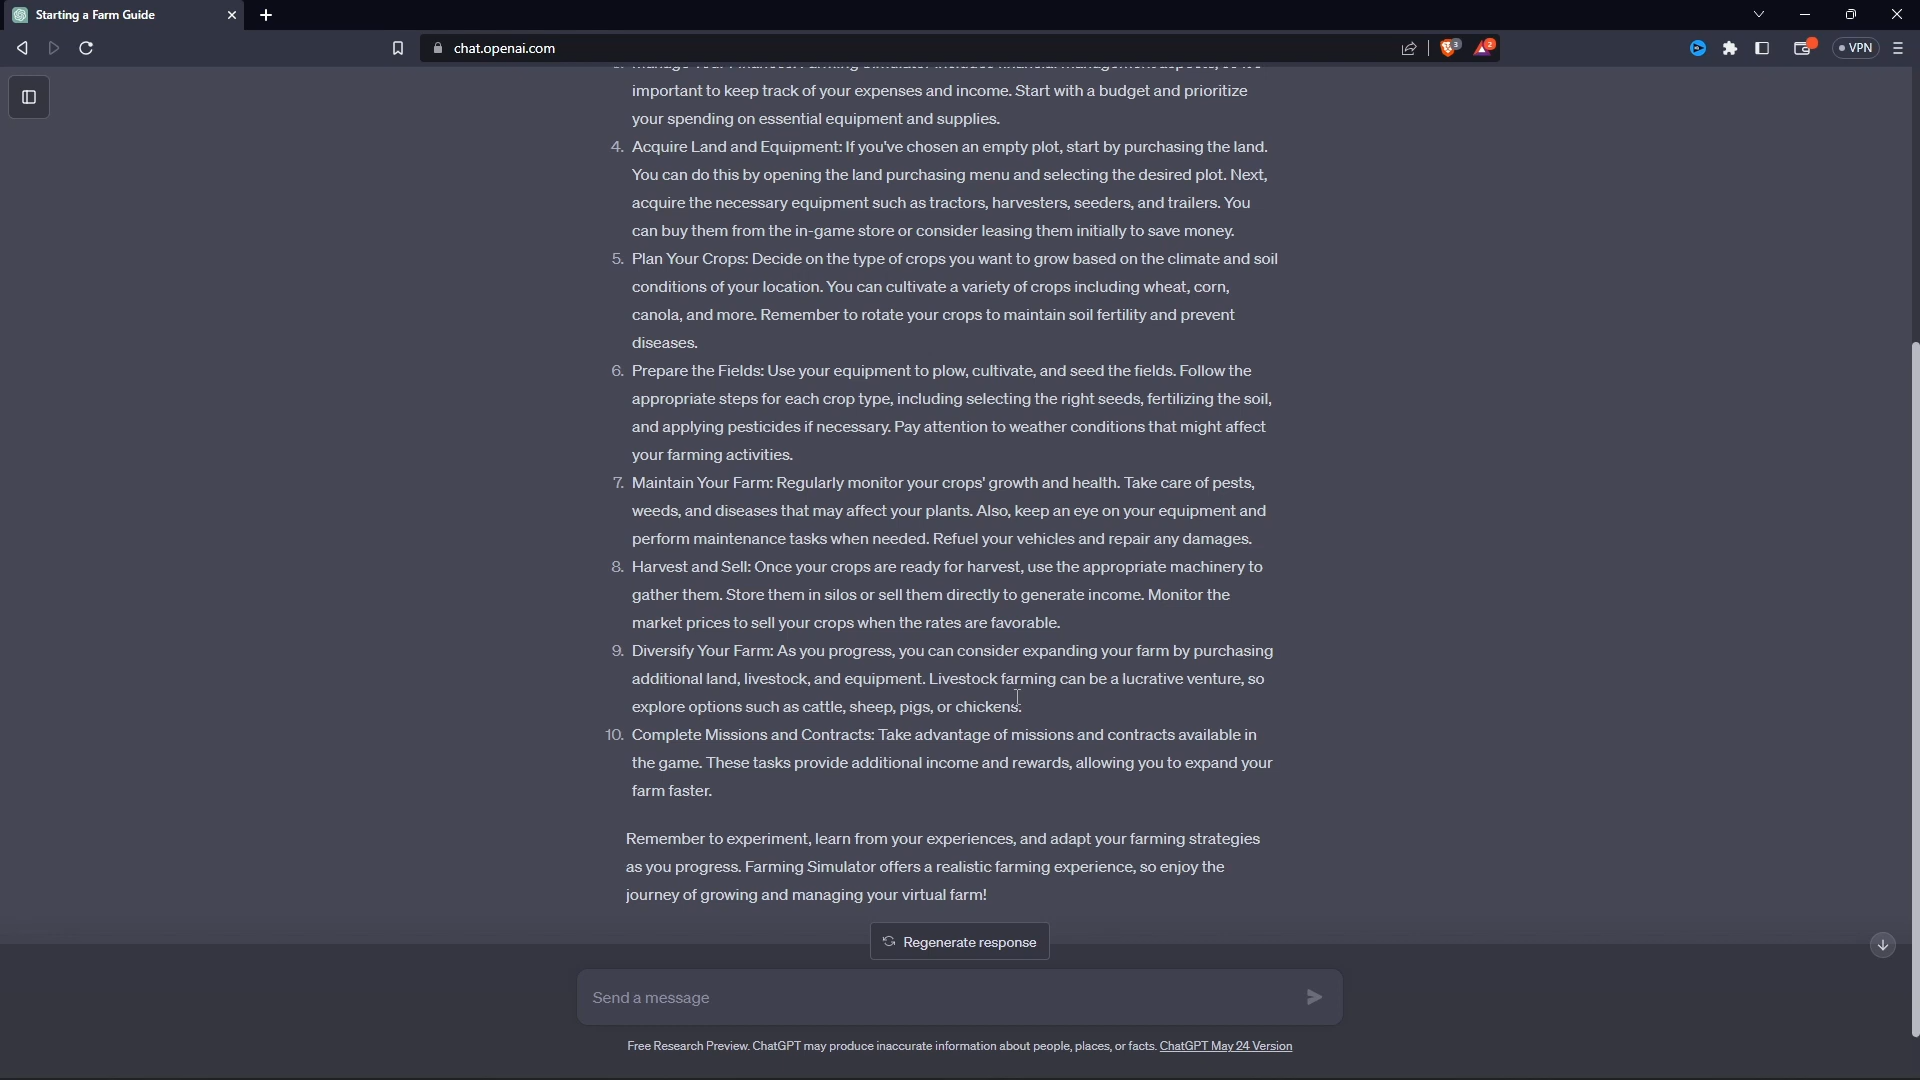 Starting a Farm Guide
chat.openai.com
3
2
VPN
important to keep track of your expenses and income. Start with a budget and prioritize
your spending on essential equipment and supplies.
4. Acquire Land and Equipment: If you've chosen an empty plot, start by purchasing the land.
You can do this by opening the land purchasing menu and selecting the desired plot. Next,
acquire the necessary equipment such as tractors, harvesters, seeders, and trailers. You
can buy them from the in-game store or consider leasing them initially to save money.
5. Plan Your Crops: Decide on the type of crops you want to grow based on the climate and soil
conditions of your location. You can cultivate a variety of crops including wheat, corn,
canola, and more. Remember to rotate your crops to maintain soil fertility and prevent
diseases.
6. Prepare the Fields: Use your equipment to plow, cultivate, and seed the fields. Follow the
appropriate steps for each crop type, including selecting the right seeds, fertilizing the soil,
and applying pesticides if necessary. Pay attention to weather conditions that might affect
your farming activities.
7. Maintain Your Farm: Regularly monitor your crops' growth and health. Take care of pests,
weeds, and diseases that may affect your plants. Also, keep an eye on your equipment and
perform maintenance tasks when needed. Refuel your vehicles and repair any damages.
8. Harvest and Sell: Once your crops are ready for harvest, use the appropriate machinery to
gather them. Store them in silos or sell them directly to generate income. Monitor the
market prices to sell your crops when the rates are favorable.
9. Diversify Your Farm: As you progress, you can consider expanding your farm by purchasing
additional land, livestock, and equipment. Livestock farming can be a lucrative venture, so
explore options such as cattle, sheep, pigs, or chickens.
10. Complete Missions and Contracts: Take advantage of missions and contracts available in
the game. These tasks provide additional income and rewards, allowing you to expand your
farm faster.
Remember to experiment, learn from your experiences, and adapt your farming strategies
as you progress. Farming Simulator offers a realistic farming experience, so enjoy the
journey of growing and managing your virtual farm!
Regenerate response
Send a message
Free Research Preview. ChatGPT may produce inaccurate information about people, places, or facts. ChatGPT May 24 Version